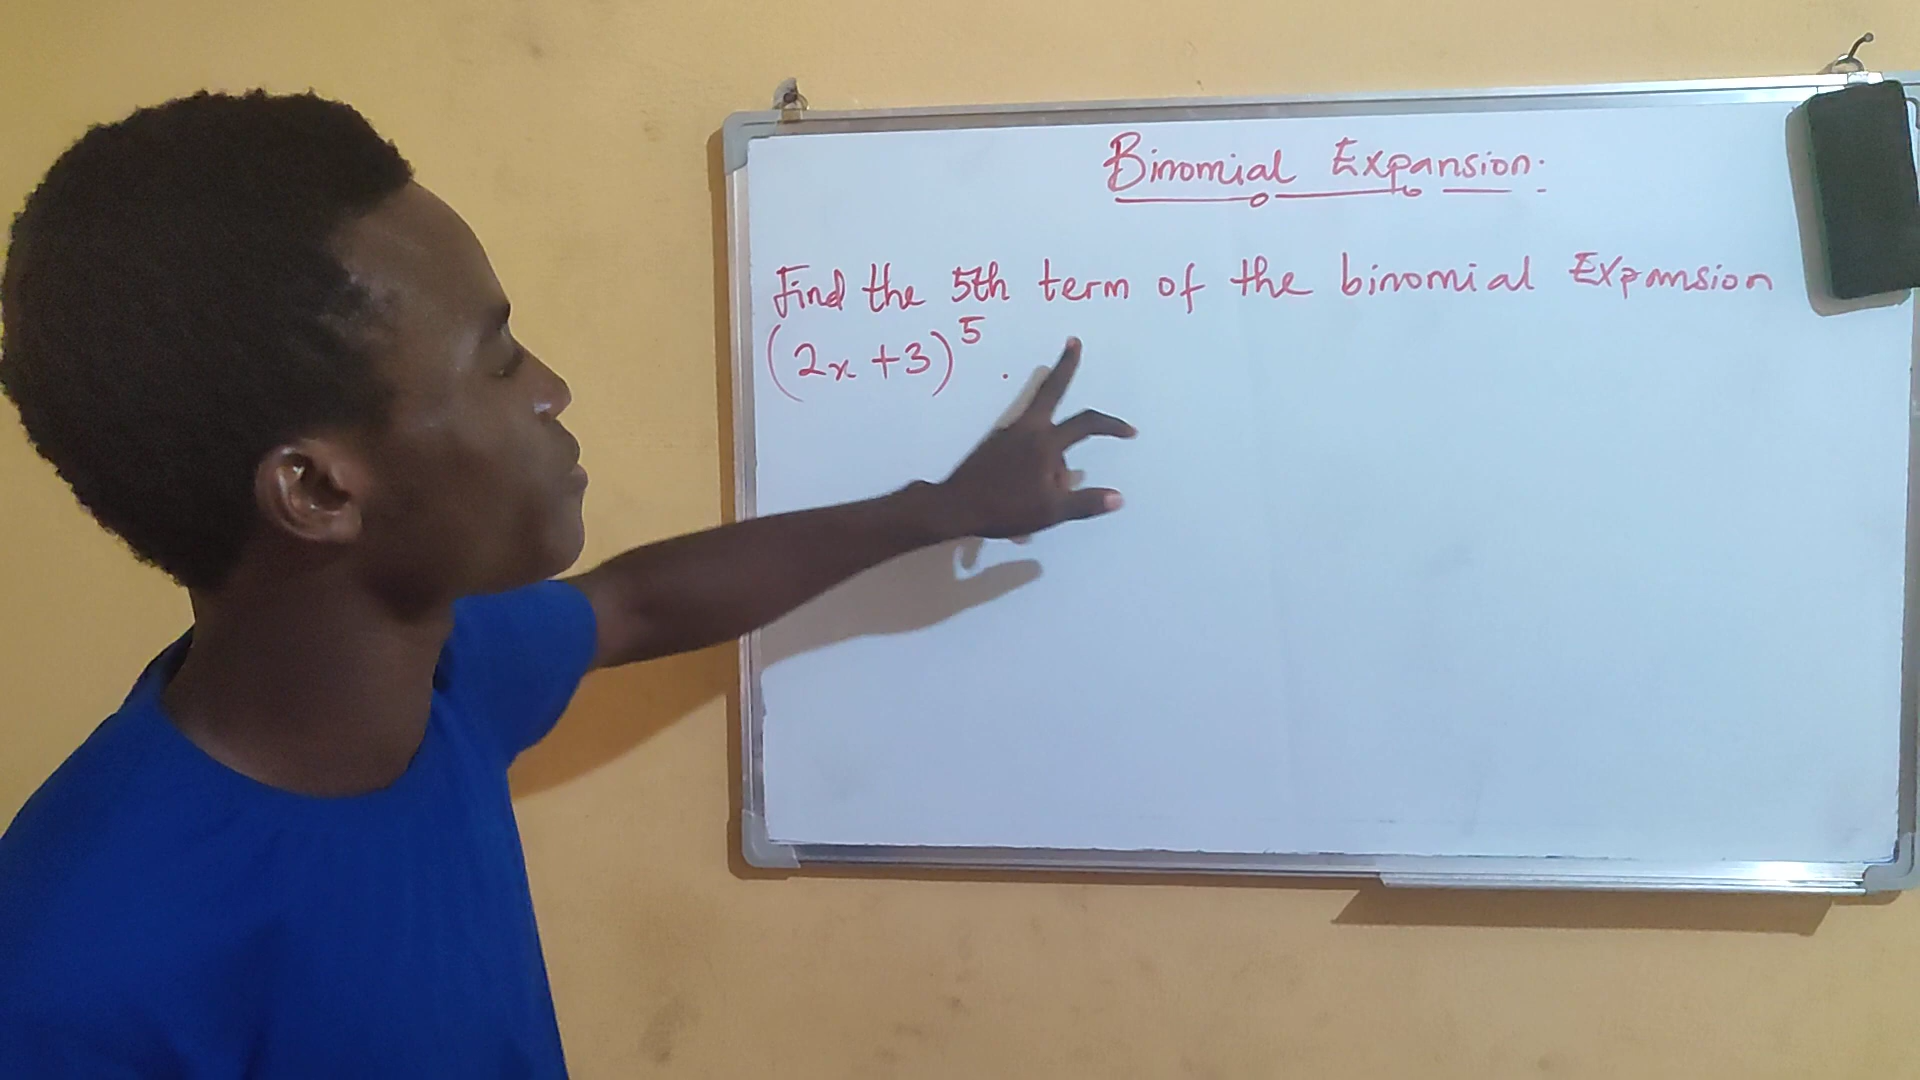 Binomial Expansion.
Find the 5th term of the binomial Expansion
(2x + 3)^5.